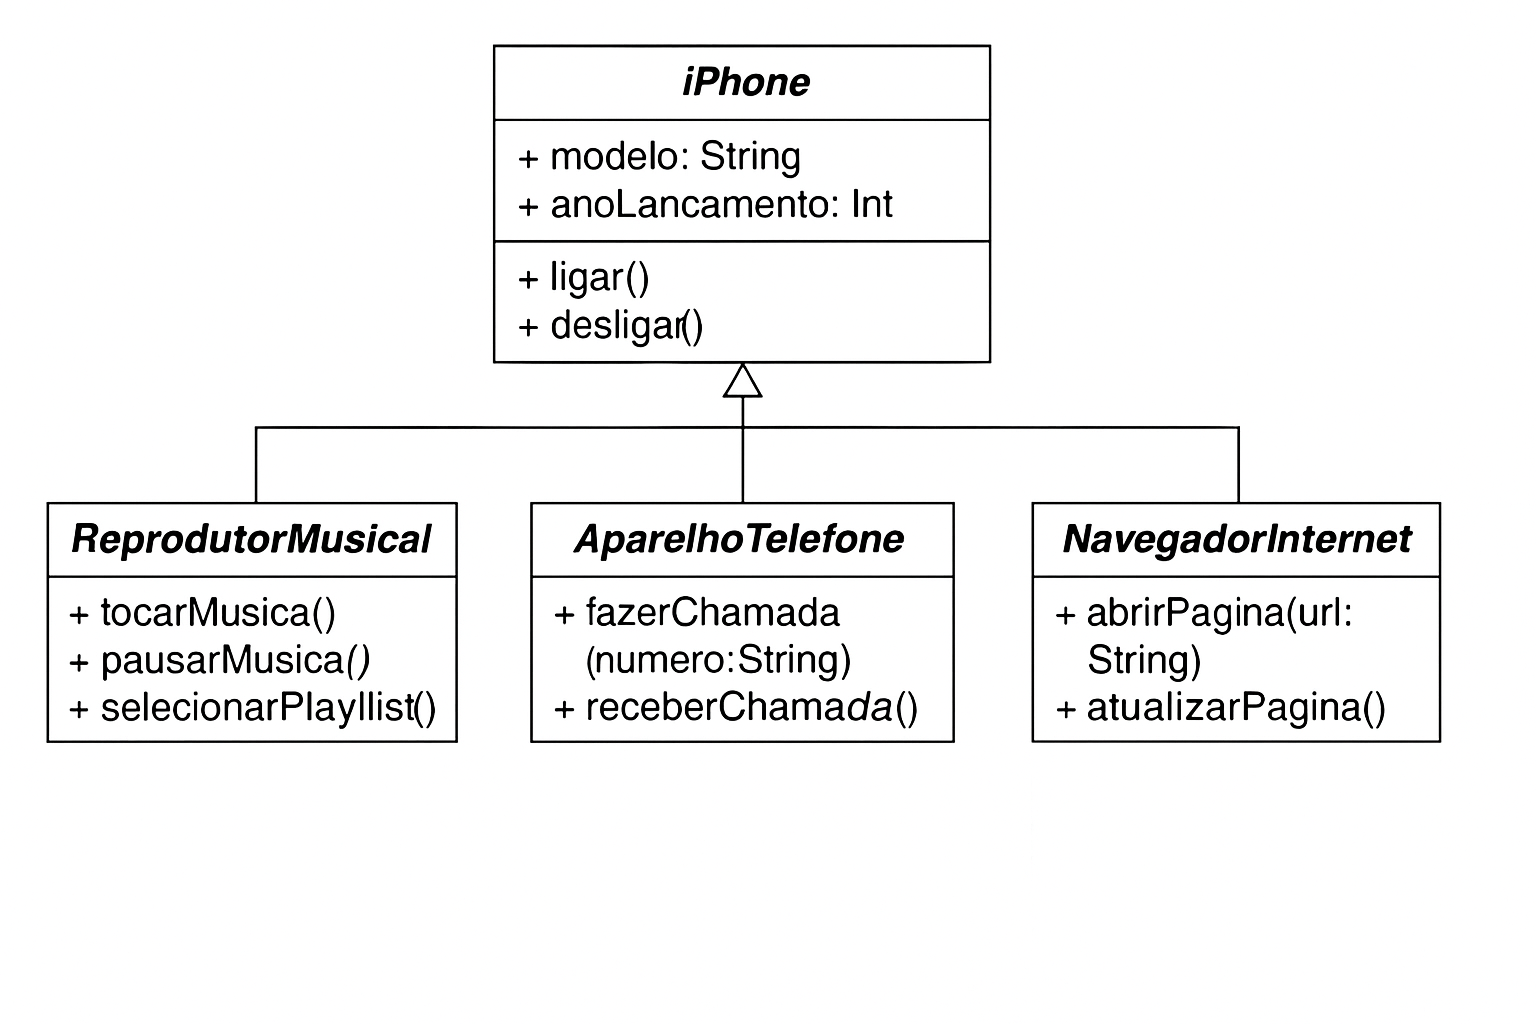 iPhone
+ modelo: String
+ anoLancamento: Int
+ ligar()
+ desligar()
ReprodutorMusical
+ tocarMusica()
+ pausarMusica()
+ selecionarPlayllist()
AparelhoTelefone
+ fazerChamada
(numero:String)
+ receberChamada()
NavegadorInternet
+ abrirPagina(url:
String)
+ atualizarPagina()